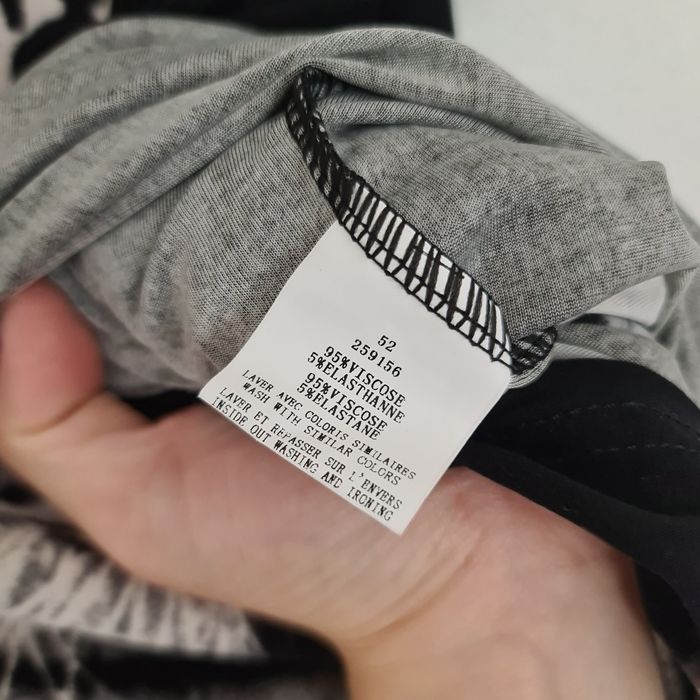 52
259156
95%VISCOSE
5%ELASTHANNE
95%VISCOSE
5%ELASTANE
LAVER AVEC COLORIS SIMILAIRES
WASH WITH SIMILAR COLORS
LAVER ET REPASSER SUR L'ENVERS
INSIDE OUT WASHING AND IRONING